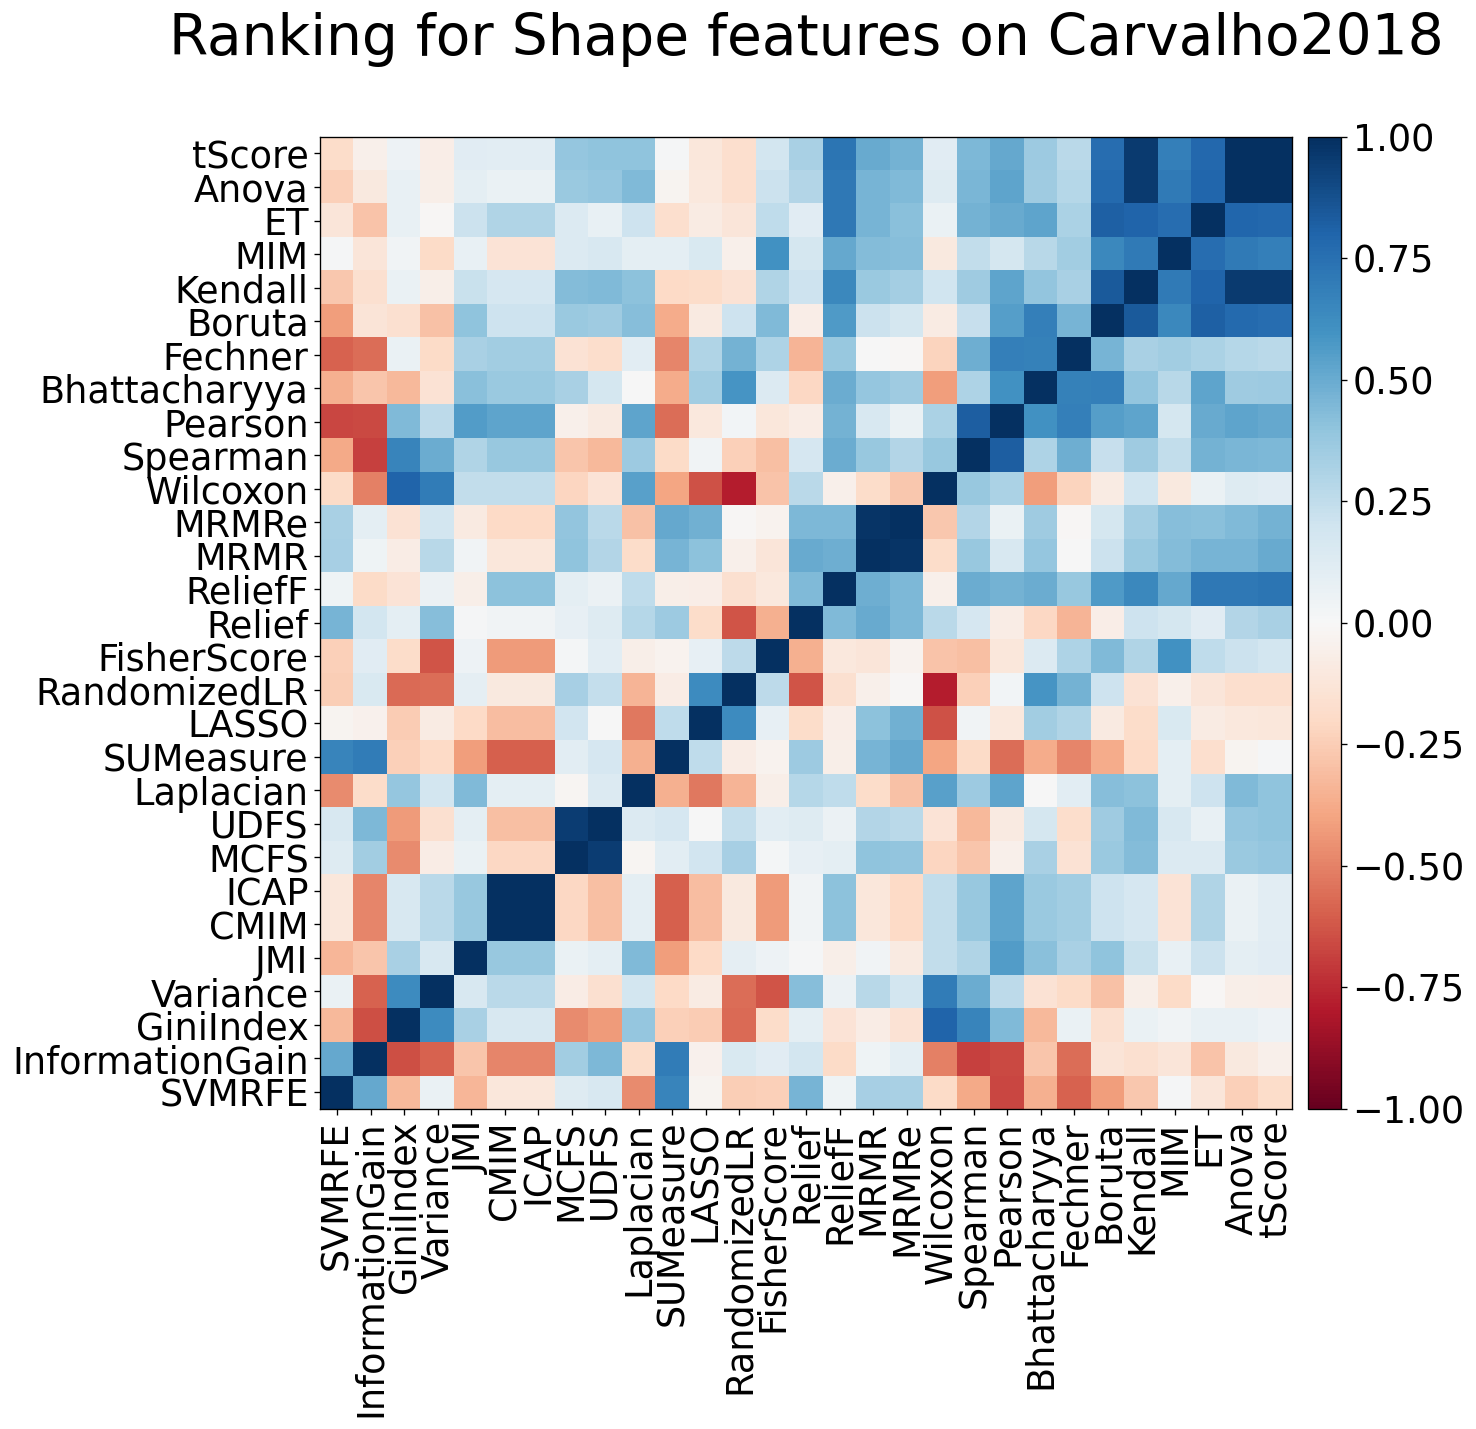 Ranking for Shape features on Carvalho2018
tScore
Anova
ET
MIM
Kendall
Boruta
Fechner
Bhattacharyya
Pearson
Spearman
Wilcoxon
MRMRe
MRMR
ReliefF
Relief
FisherScore
RandomizedLR
LASSO
SUMeasure
Laplacian
UDFS
MCFS
ICAP
CMIM
JMI
Variance
GiniIndex
InformationGain
SVMRFE
SVMRFE
InformationGain
GiniIndex
Variance
JMI
CMIM
ICAP
MCFS
UDFS
Laplacian
SUMeasure
LASSO
RandomizedLR
FisherScore
Relief
ReliefF
MRMR
MRMRe
Wilcoxon
Spearman
Pearson
Bhattacharyya
Fechner
Boruta
Kendall
MIM
ET
Anova
tScore
1.00
0.75
0.50
0.25
0.00
−0.25
−0.50
−0.75
−1.00